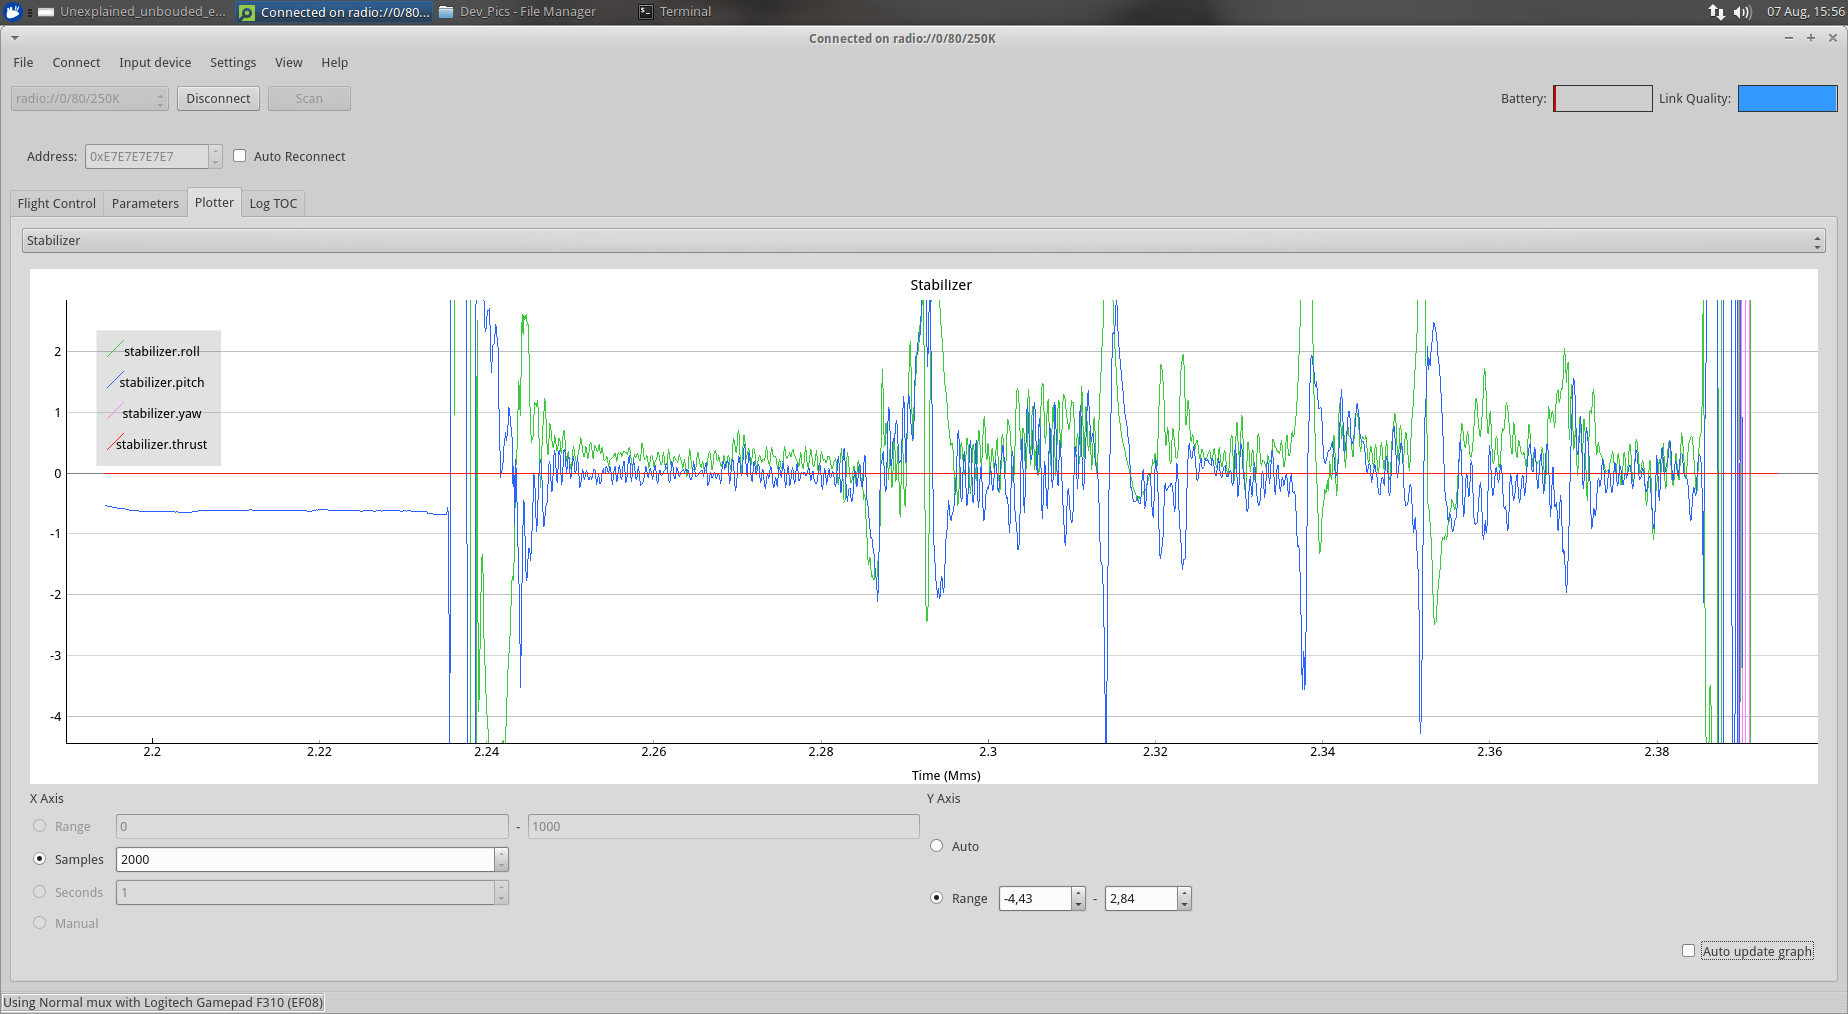 Unexplained_unbouded_e...
Connected on radio://0/80...
Dev_Pics - File Manager
Terminal
07 Aug, 15:56
Connected on radio://0/80/250K
File Connect Input device Settings View Help
radio://0/80/250K Disconnect Scan Battery: Link Quality:
Address: 0xE7E7E7E7E7 Auto Reconnect
Flight Control Parameters Plotter Log TOC
Stabilizer
Stabilizer
stabilizer.roll
stabilizer.pitch
stabilizer.yaw
stabilizer.thrust
2
1
0
-1
-2
-3
-4
2.2 2.22 2.24 2.26 2.28 2.3 2.32 2.34 2.36 2.38
Time (Mms)
X Axis
Range 0 - 1000
Samples 2000
Seconds 1
Manual
Y Axis
Auto
Range -4,43 - 2,84
Auto update graph
Using Normal mux with Logitech Gamepad F310 (EF08)